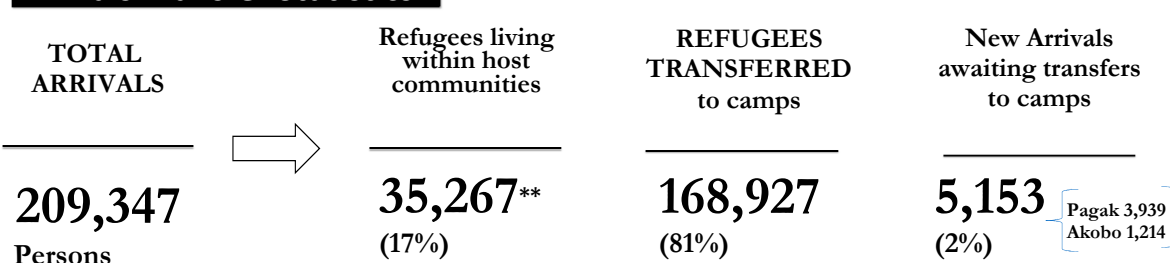 TOTAL
ARRIVALS
209,347
Persons
Refugees living
within host
communities
35,267**
(17%)
REFUGEES
TRANSFERRED
to camps
168,927
(81%)
New Arrivals
awaiting transfers
to camps
5,153
(2%)
Pagak 3,939
Akobo 1,214